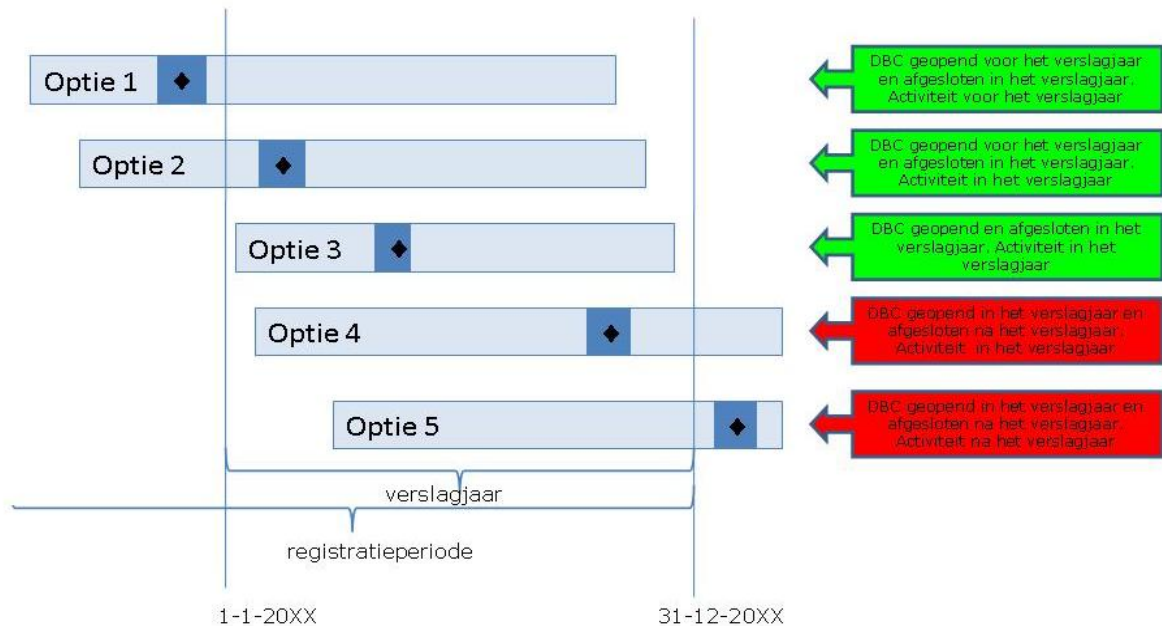 Optie 1
DBC geopend voor het verslagjaar
en afgesloten in het verslagjaar.
Activiteit voor het verslagjaar
Optie 2
DBC geopend voor het verslagjaar
en afgesloten in het verslagjaar.
Activiteit in het verslagjaar
Optie 3
DBC geopend en afgesloten in het
verslagjaar. Activiteit in het
verslagjaar
Optie 4
DBC geopend in het verslagjaar en
afgesloten na het verslagjaar.
Activiteit in het verslagjaar
Optie 5
DBC geopend in het verslagjaar en
afgesloten na het verslagjaar.
Activiteit na het verslagjaar
verslagjaar
registratieperiode
1-1-20XX
31-12-20XX